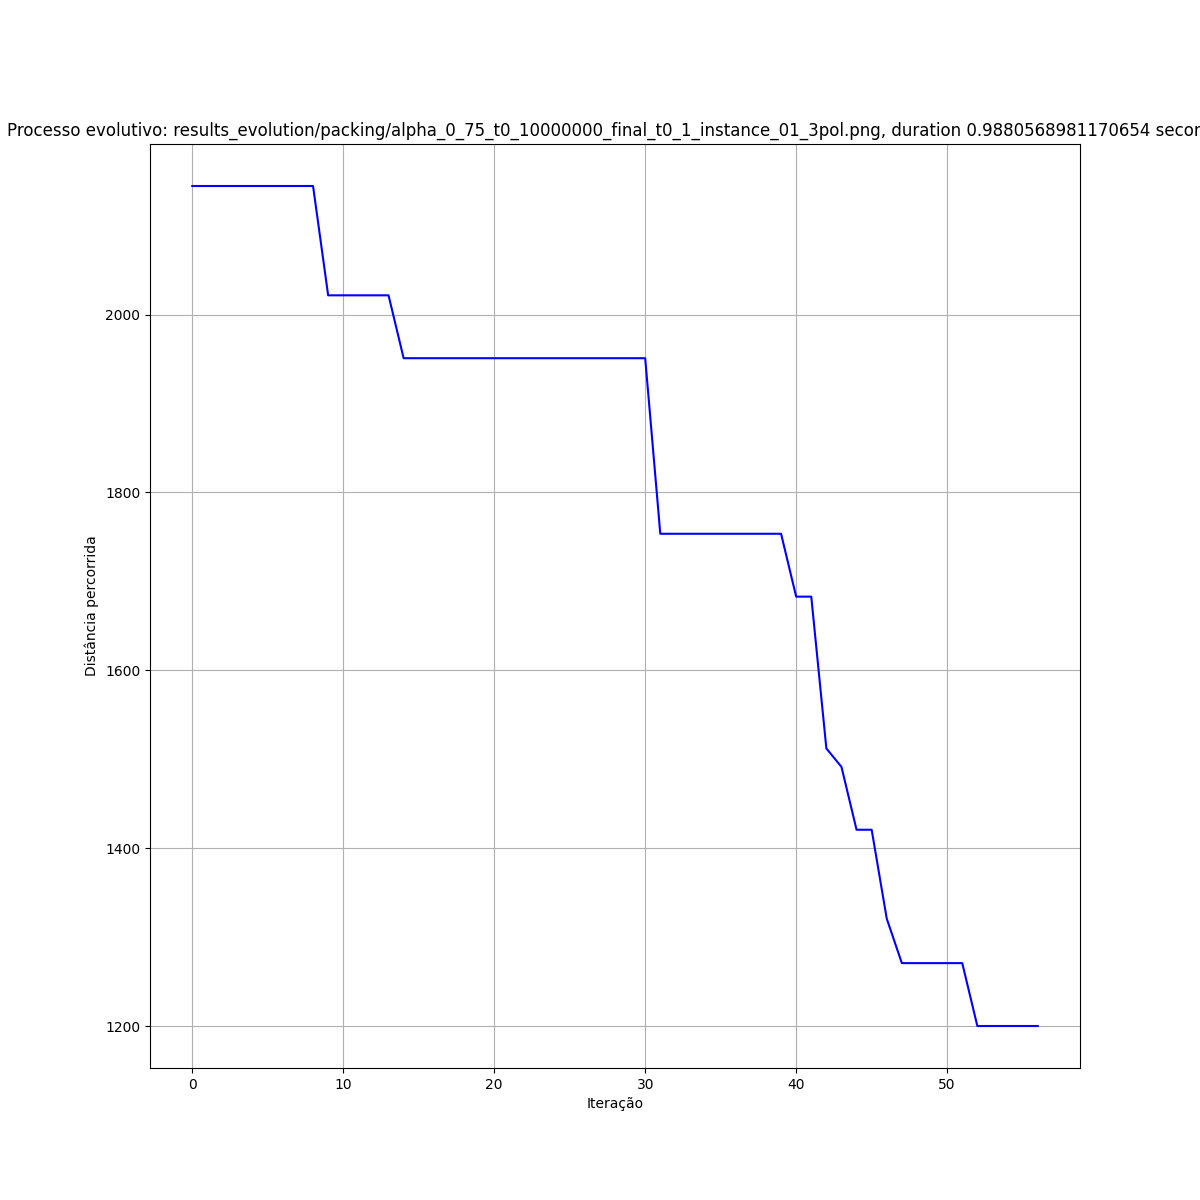 Processo evolutivo: results_evolution/packing/alpha_0_75_t0_10000000_final_t0_1_instance_01_3pol.png, duration 0.9880568981170654 secon
2000
1800
1600
1400
1200
Distância percorrida
0 10 20 30 40 50
Iteração